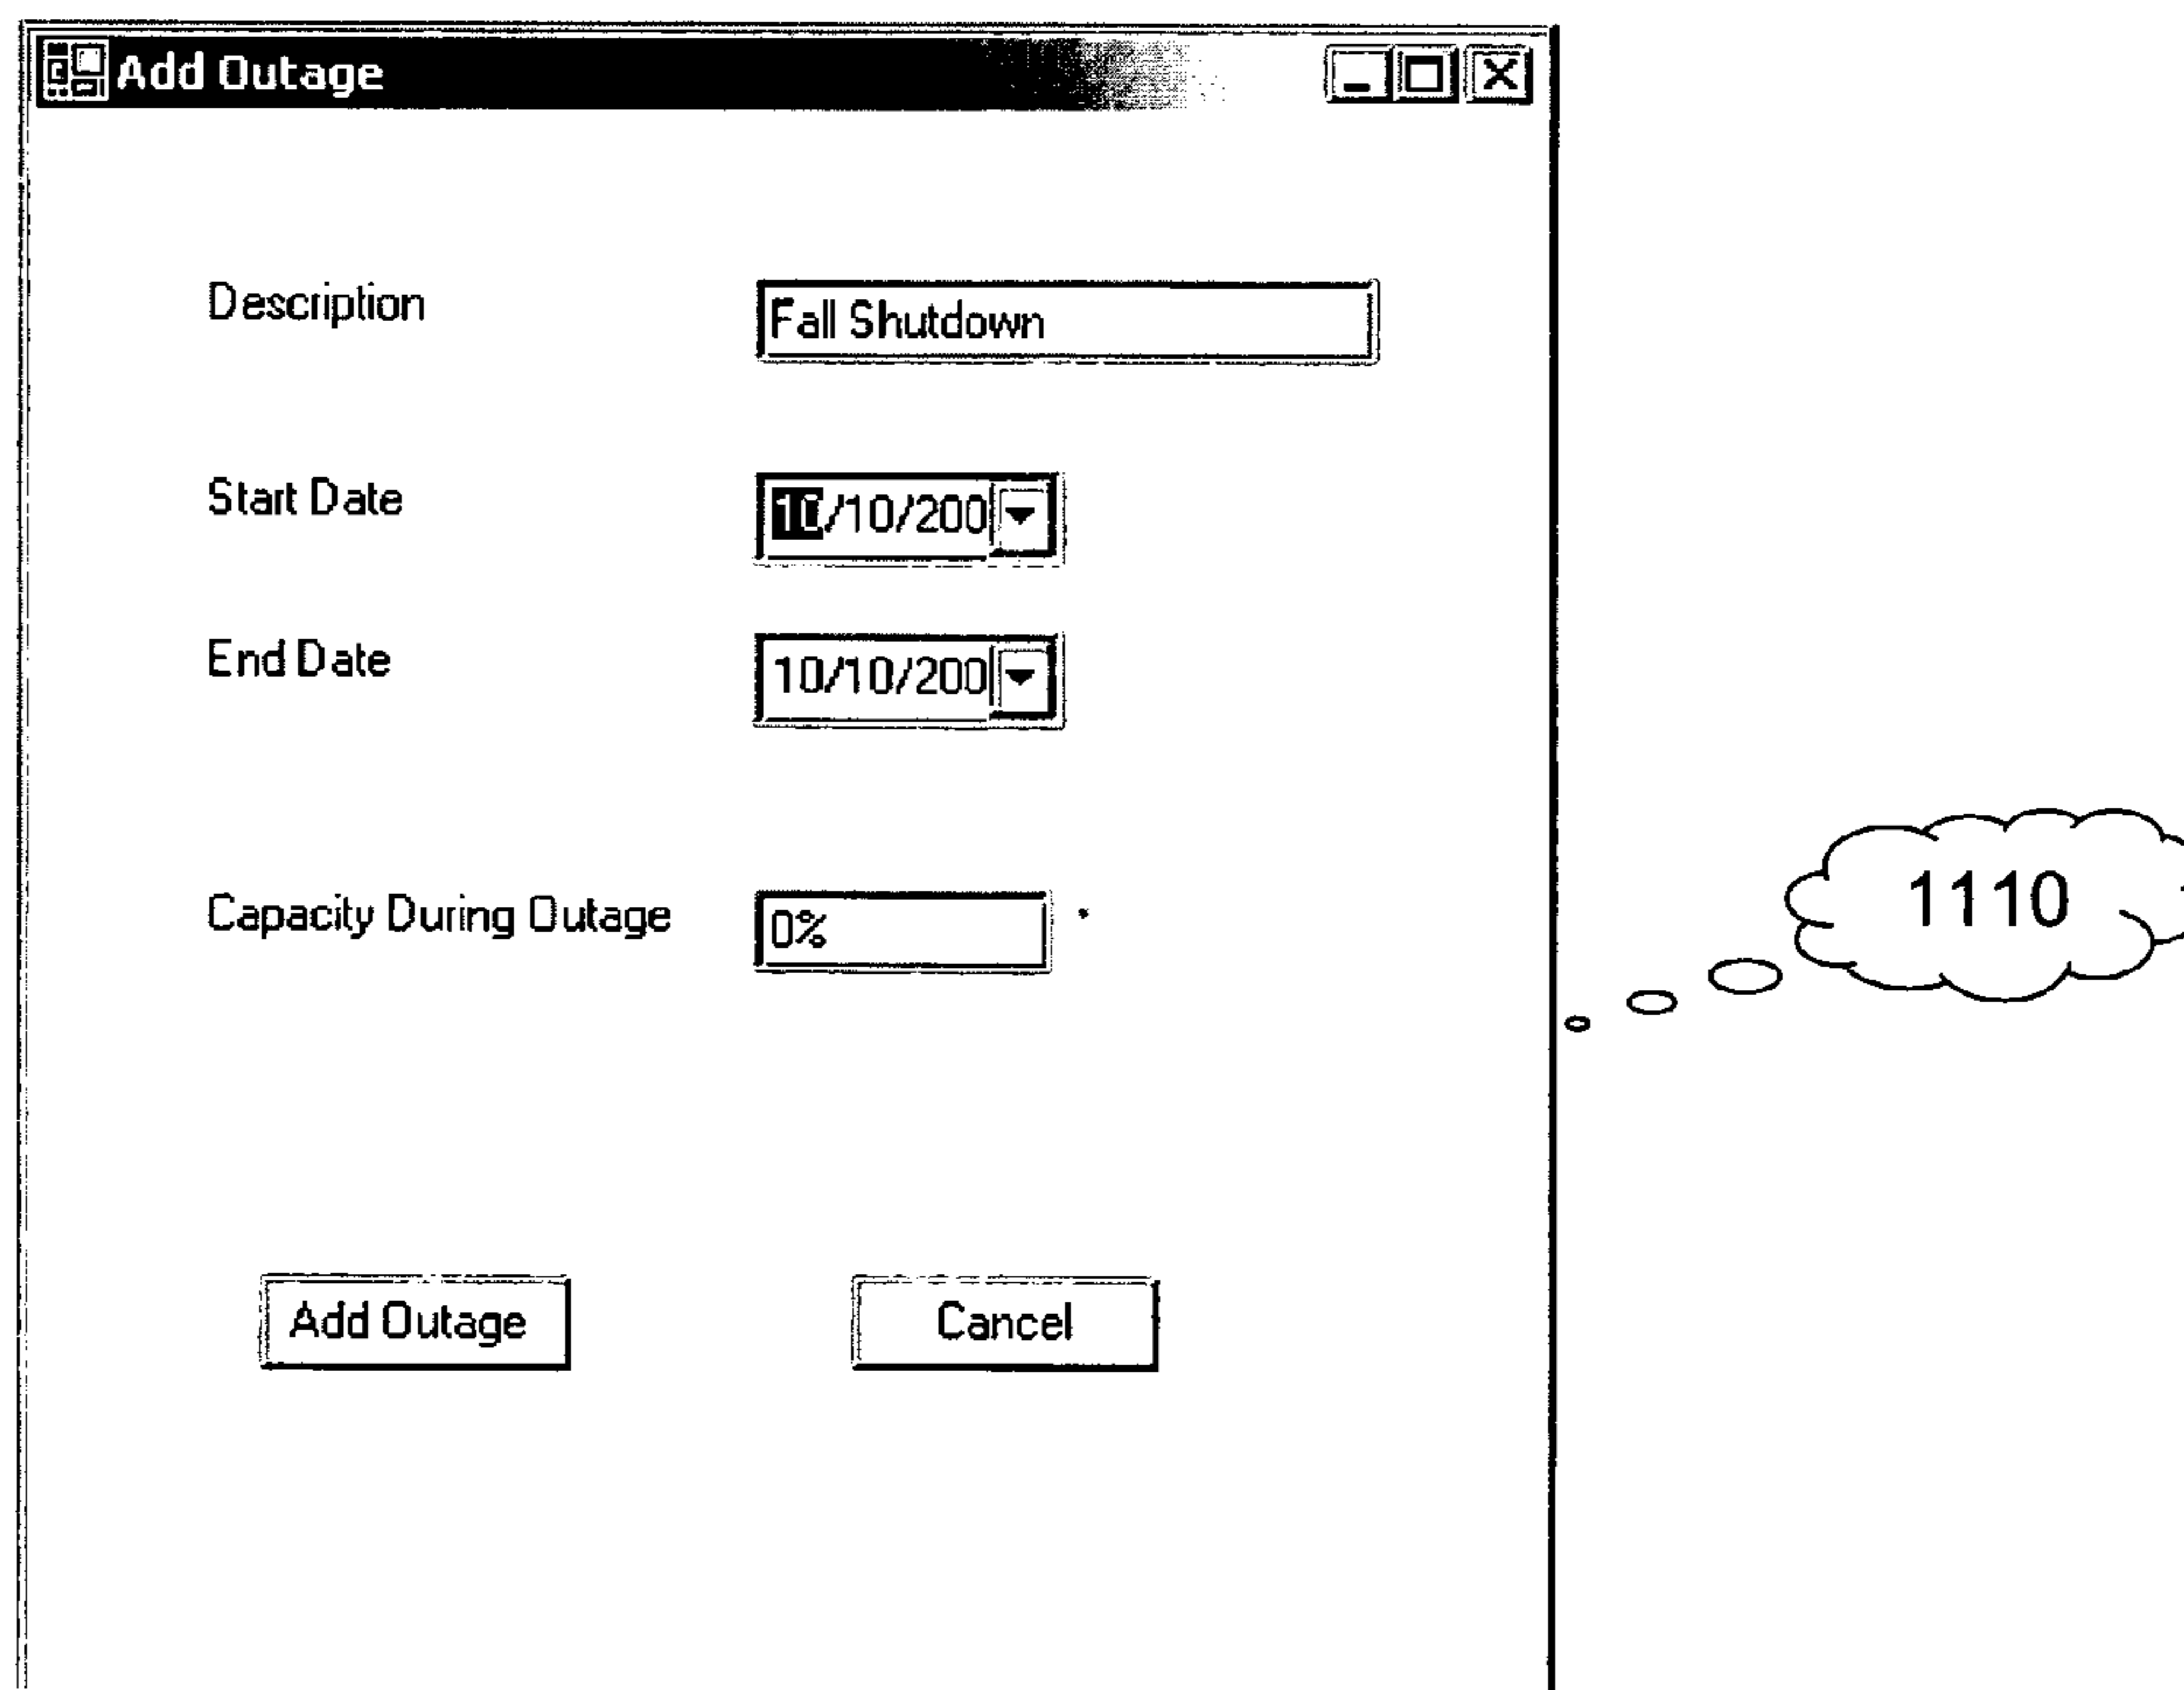 Add Outage
Description
Fall Shutdown
Start Date
10/10/200
End Date
10/10/200
Capacity During Outage
0%
1110
Add Outage
Cancel